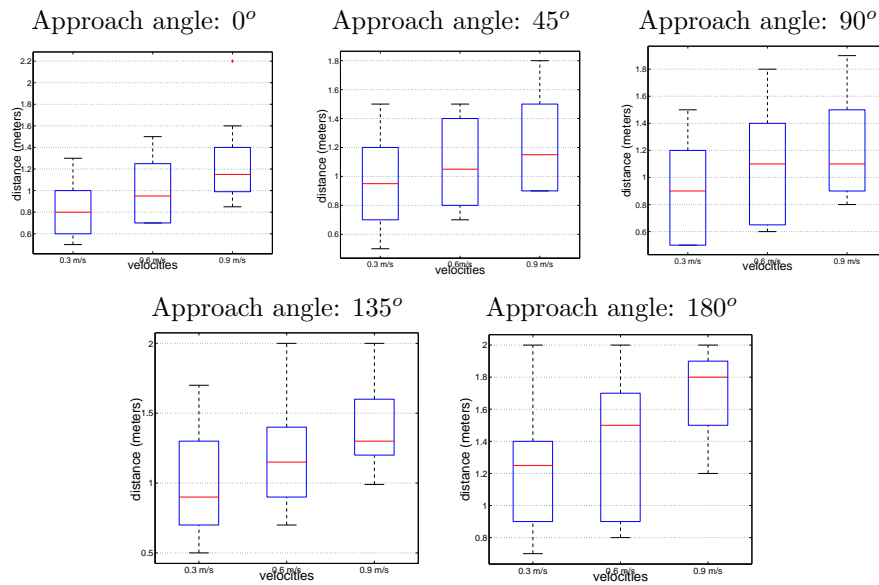 Approach angle: 0º
distance (meters)
2.2
2
1.8
1.6
1.4
1.2
1
0.8
0.6
0.3 m/s 0.6 m/s 0.9 m/s
velocities
Approach angle: 45º
distance (meters)
1.8
1.6
1.4
1.2
1
0.8
0.6
0.3 m/s 0.6m/s 0.9 m/s
velocities
Approach angle: 90º
distance (meters)
1.8
1.6
1.4
1.2
1
0.8
0.6
0.3 m/s 0.6 m/s 0.9 m/s
velocities
Approach angle: 135º
distance (meters)
2
1.5
1
0.5
0.3 m/s 0.6 m/s 0.9 m/s
velocities
Approach angle: 180º
distance (meters)
2
1.8
1.6
1.4
1.2
1
0.8
0.3 m/s 0.6 m/s 0.9 m/s
velocities